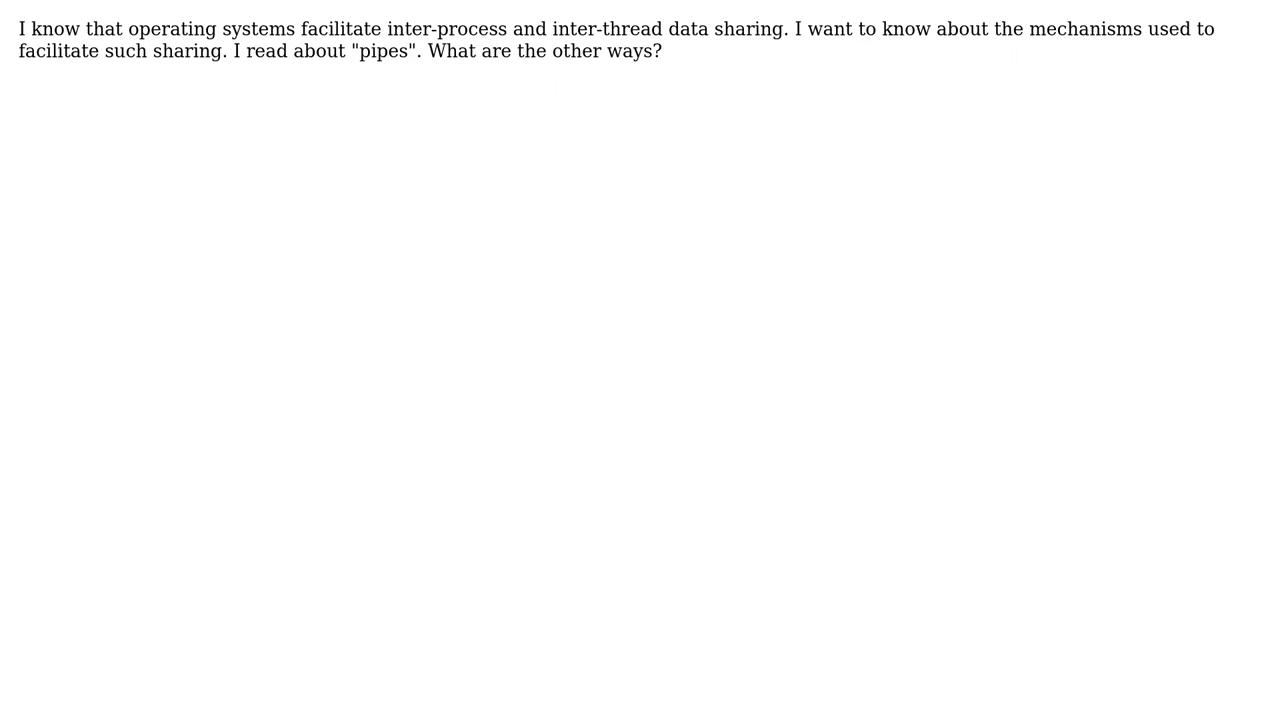 I know that operating systems facilitate inter-process and inter-thread data sharing. I want to know about the mechanisms used to
facilitate such sharing. I read about "pipes". What are the other ways?